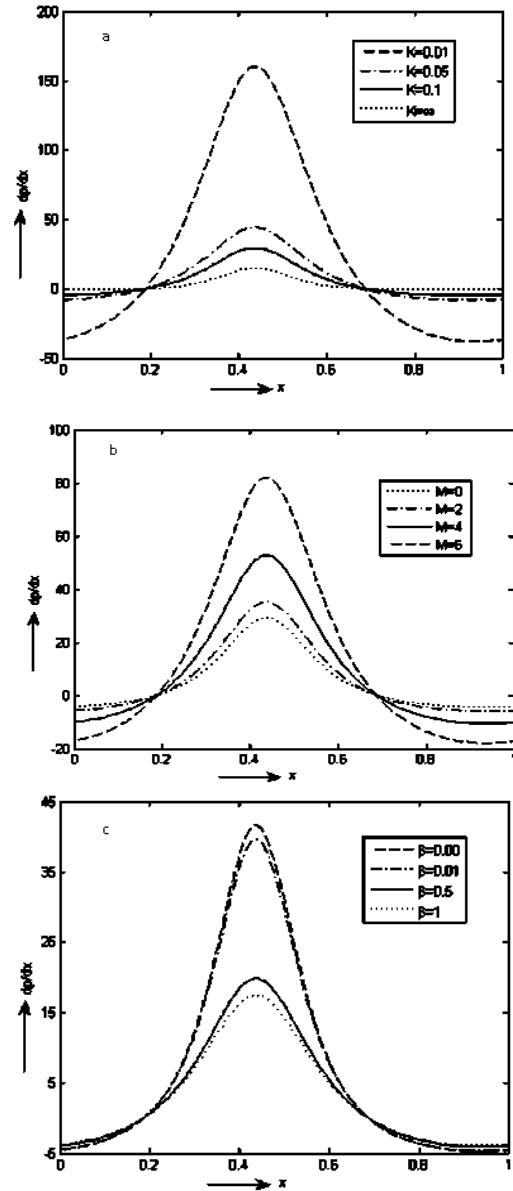 a
200
150
100
50
0
-50
dp/dx
K=0.01
K=0.05
K=0.1
K=∞
0 0.2 0.4 0.6 0.8 1
x
b
100
80
60
40
20
0
-20
dp/dx
M=0
M=2
M=4
M=6
0 0.2 0.4 0.6 0.8 1
x
c
45
35
25
15
5
-5
dp/dx
β=0.00
β=0.01
β=0.5
β=1
0 0.2 0.4 0.6 0.8 1
x